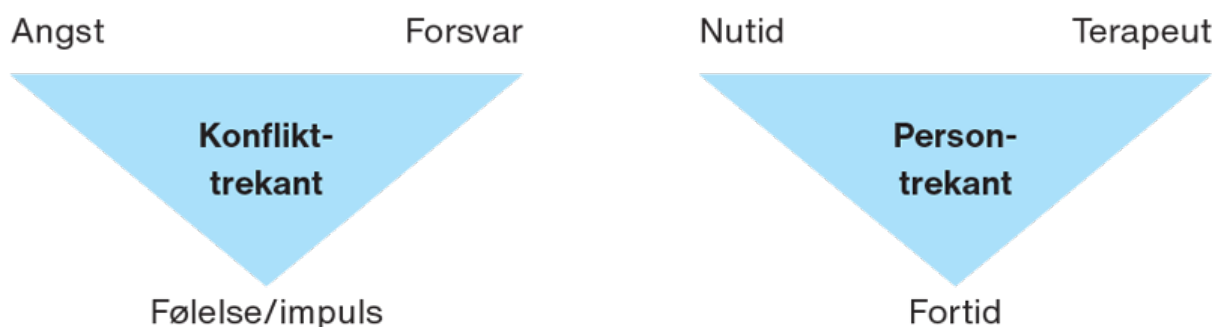 Angst
Forsvar
Konflikt-
trekant
Følelse/impuls
Nutid
Terapeut
Person-
trekant
Fortid